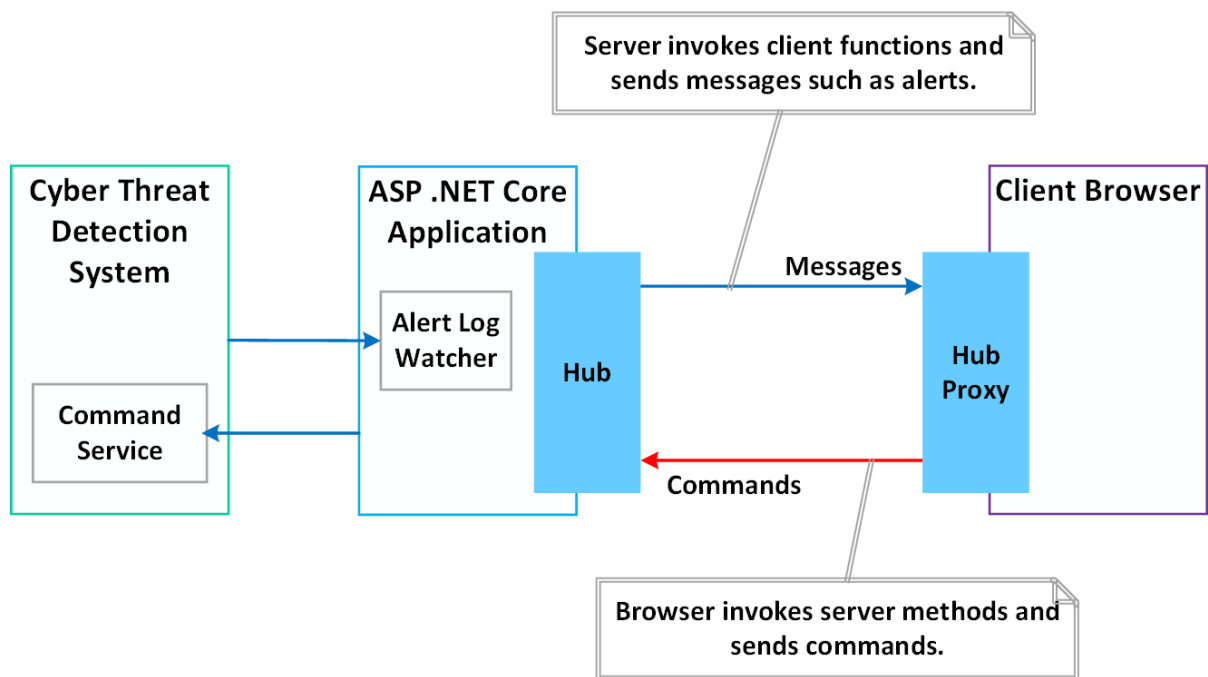 Server invokes client functions and
sends messages such as alerts.
Cyber Threat
Detection
System
ASP .NET Core
Application
Client Browser
Messages
Alert Log
Watcher
Hub
Hub
Proxy
Command
Service
Commands
Browser invokes server methods and
sends commands.